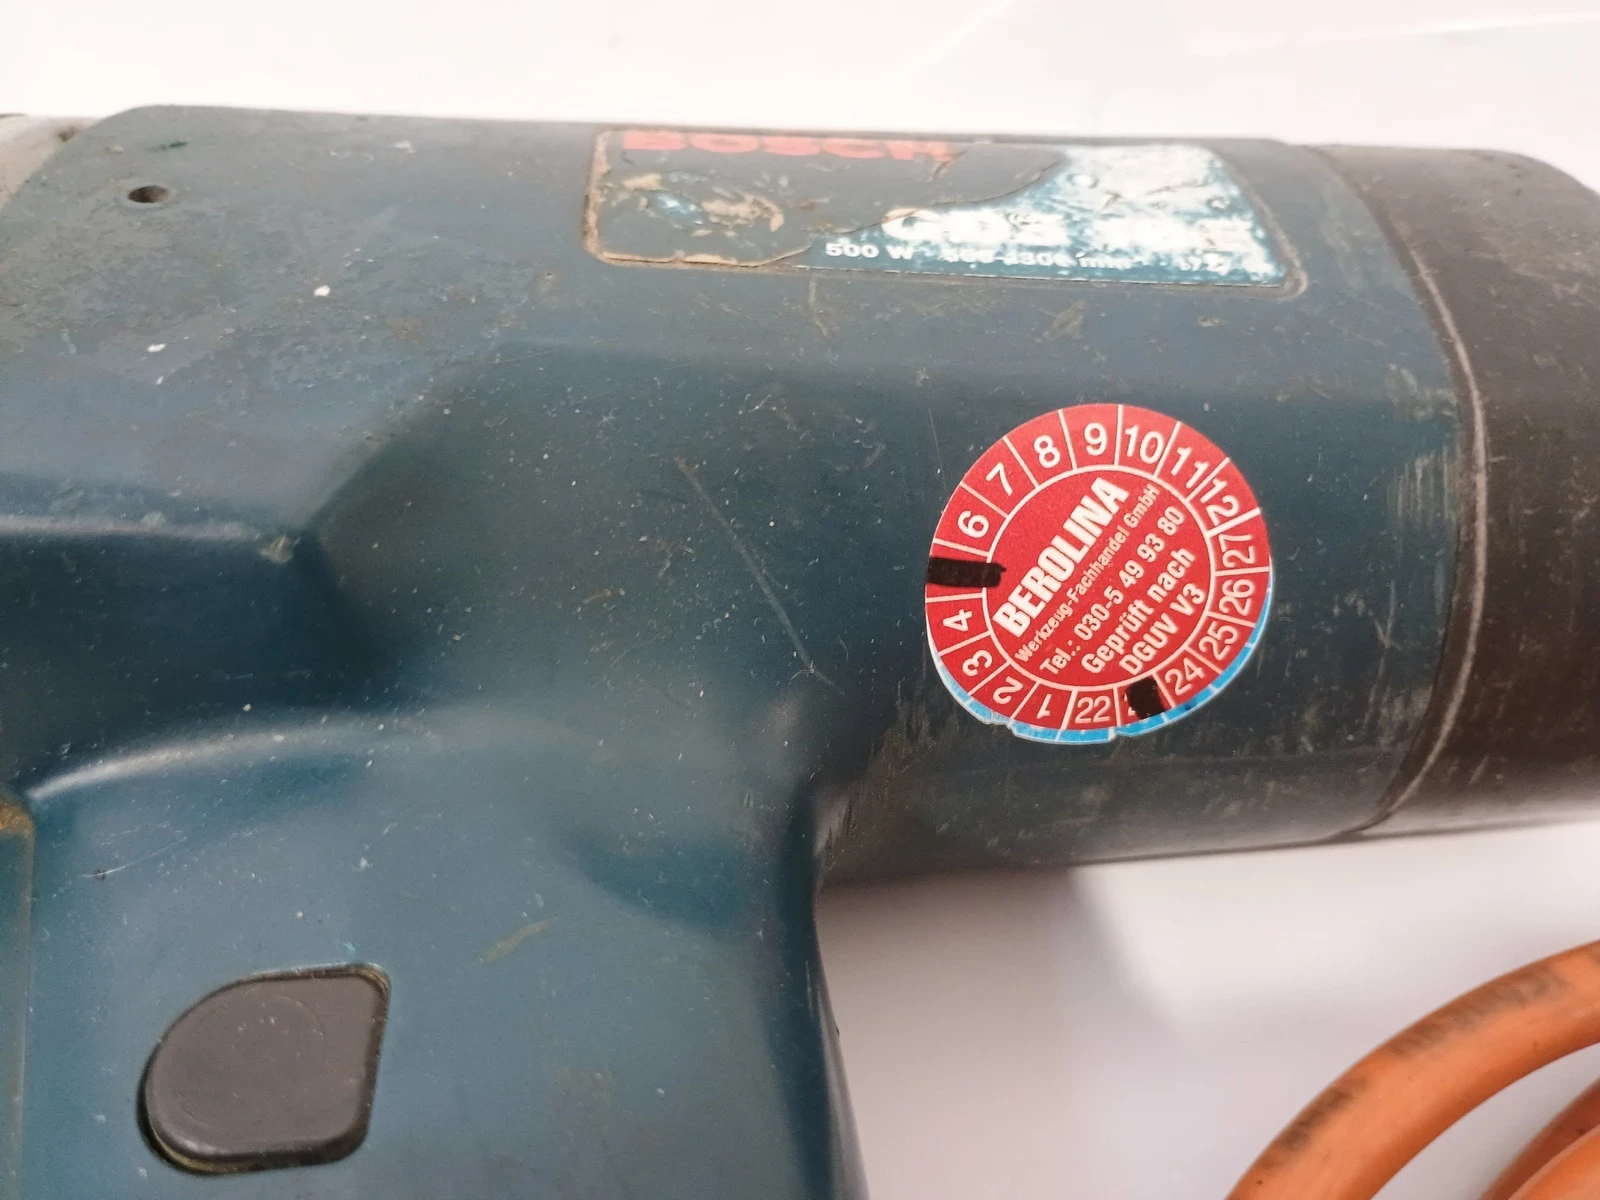 BOSCH
500 W
6 7 8 9 10 11 12 27 26 25 24 22 1 2 3 4
BEROLINA
Werkzeug-Fachhandel GmbH
Tel.: 030-5 49 93 80
Geprüft nach
DGUV V3